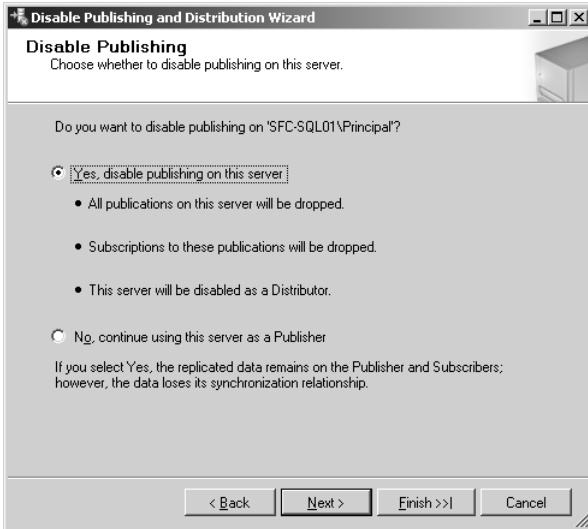 Disable Publishing and Distribution Wizard
Disable Publishing
Choose whether to disable publishing on this server.
Do you want to disable publishing on 'SFC-SQL01\Principal'?
Yes, disable publishing on this server
• All publications on this server will be dropped.
• Subscriptions to these publications will be dropped.
• This server will be disabled as a Distributor.
No, continue using this server as a Publisher
If you select Yes, the replicated data remains on the Publisher and Subscribers;
however, the data loses its synchronization relationship.
< Back Next > Finish >>| Cancel